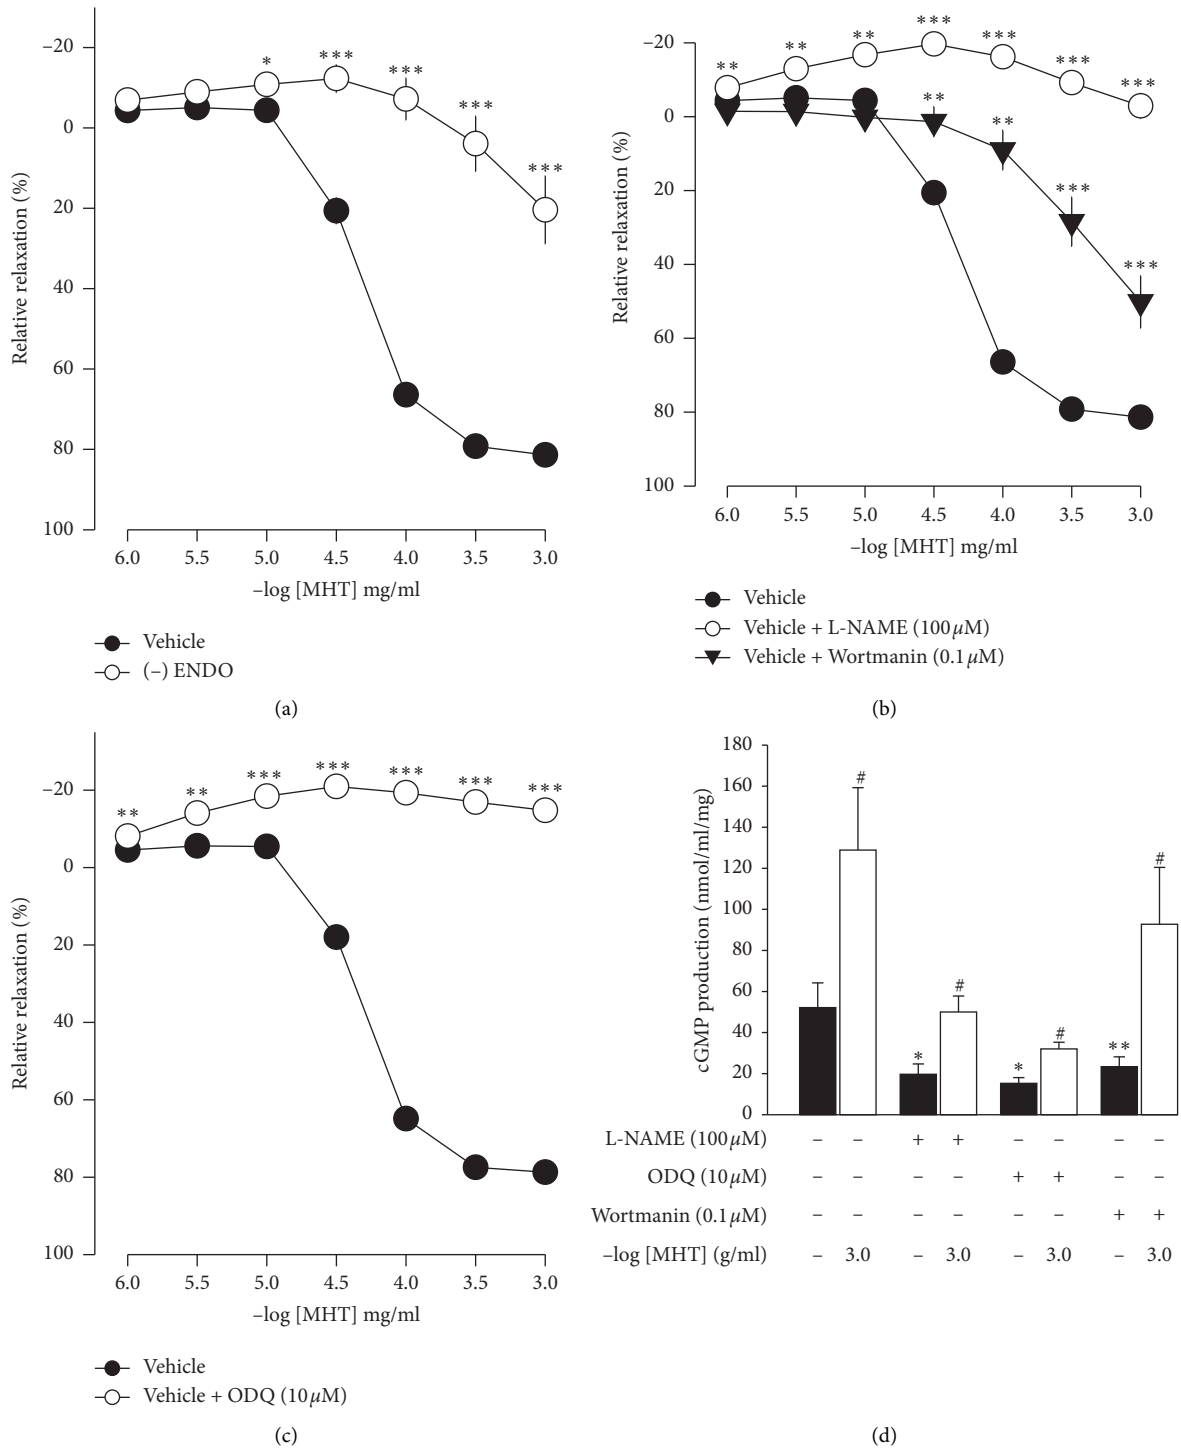 −20
0
20
40
60
80
100
Relative relaxation (%)
* *** *** *** ***
6.0 5.5 5.0 4.5 4.0 3.5 3.0
–log [MHT] mg/ml
Vehicle
(–) ENDO
(a)
−20
0
20
40
60
80
100
Relative relaxation (%)
** ** ** *** *** *** ***
** ** *** ***
6.0 5.5 5.0 4.5 4.0 3.5 3.0
–log [MHT] mg/ml
Vehicle
Vehicle + L-NAME (100 μM)
Vehicle + Wortmanin (0.1 μM)
(b)
−20
0
20
40
60
80
100
Relative relaxation (%)
** ** *** *** *** *** ***
6.0 5.5 5.0 4.5 4.0 3.5 3.0
–log [MHT] mg/ml
Vehicle
Vehicle + ODQ (10 μM)
(c)
180
160
140
120
100
80
60
40
20
0
cGMP production (nmol/ml/mg)
# * # * # ** #
L-NAME (100 μM) – – + + – – – –
ODQ (10 μM) – – – – + + – –
Wortmanin (0.1 μM) – – – – – – + +
–log [MHT] (g/ml) – 3.0 – 3.0 – 3.0 – 3.0
(d)